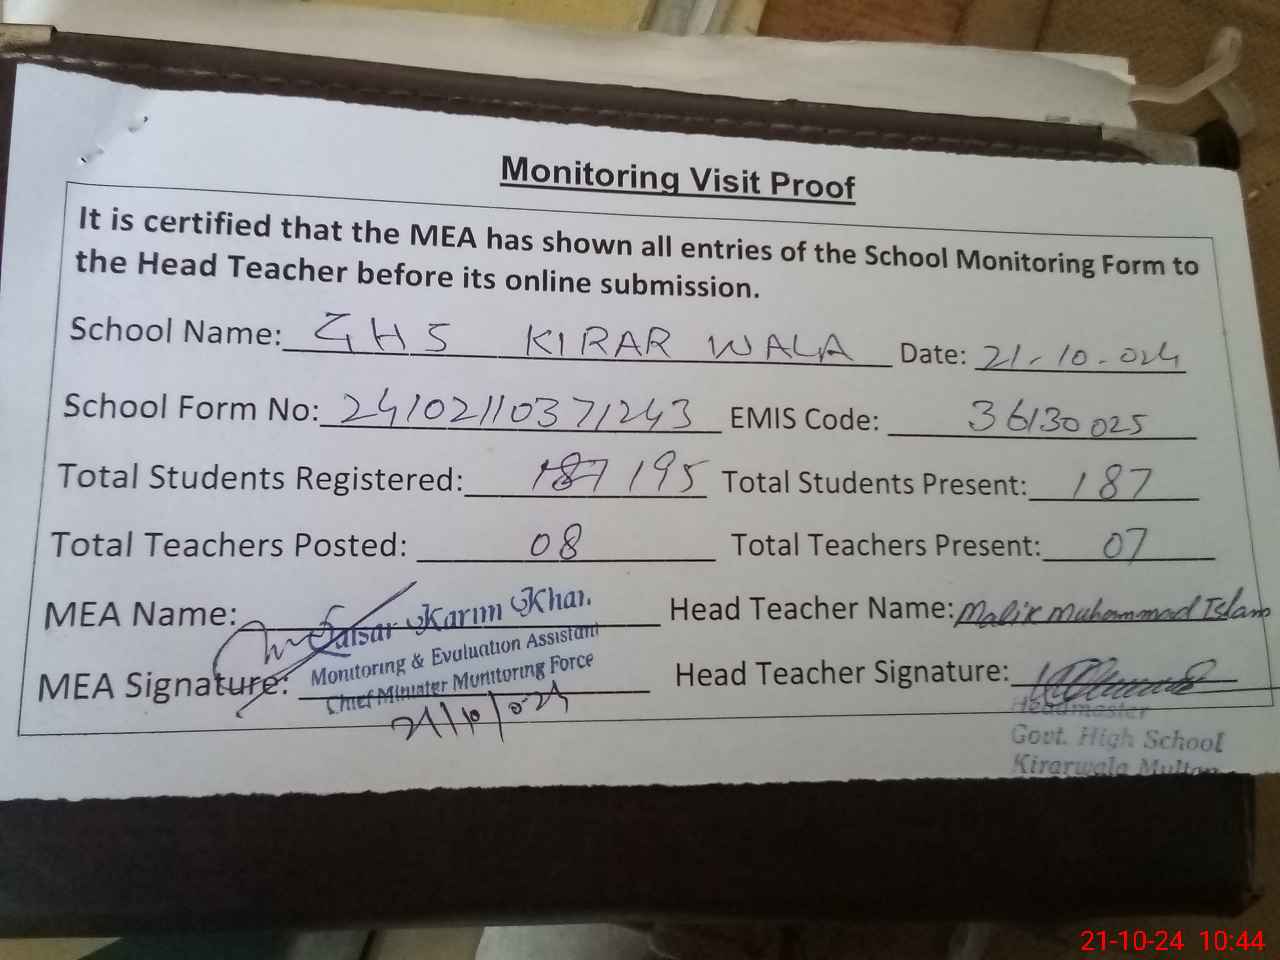 Monitoring Visit Proof
It is certified that the MEA has shown all entries of the School Monitoring Form to
the Head Teacher before its online submission.
School Name: GHS KIRAR WALA Date: 21-10-024
School Form No: 24102110371243 EMIS Code: 36130025
Total Students Registered: 187 195 Total Students Present: 187
Total Teachers Posted: 08 Total Teachers Present: 07
MEA Name: Qaisar Karim Khan Head Teacher Name: Malik Muhammad Islam
Monitoring & Evaluation Assistant
MEA Signature: Chief Minister Monitoring Force Head Teacher Signature:
21/10/024
Headmaster
Govt. High School
Kirarwala Multan
21-10-24 10:44